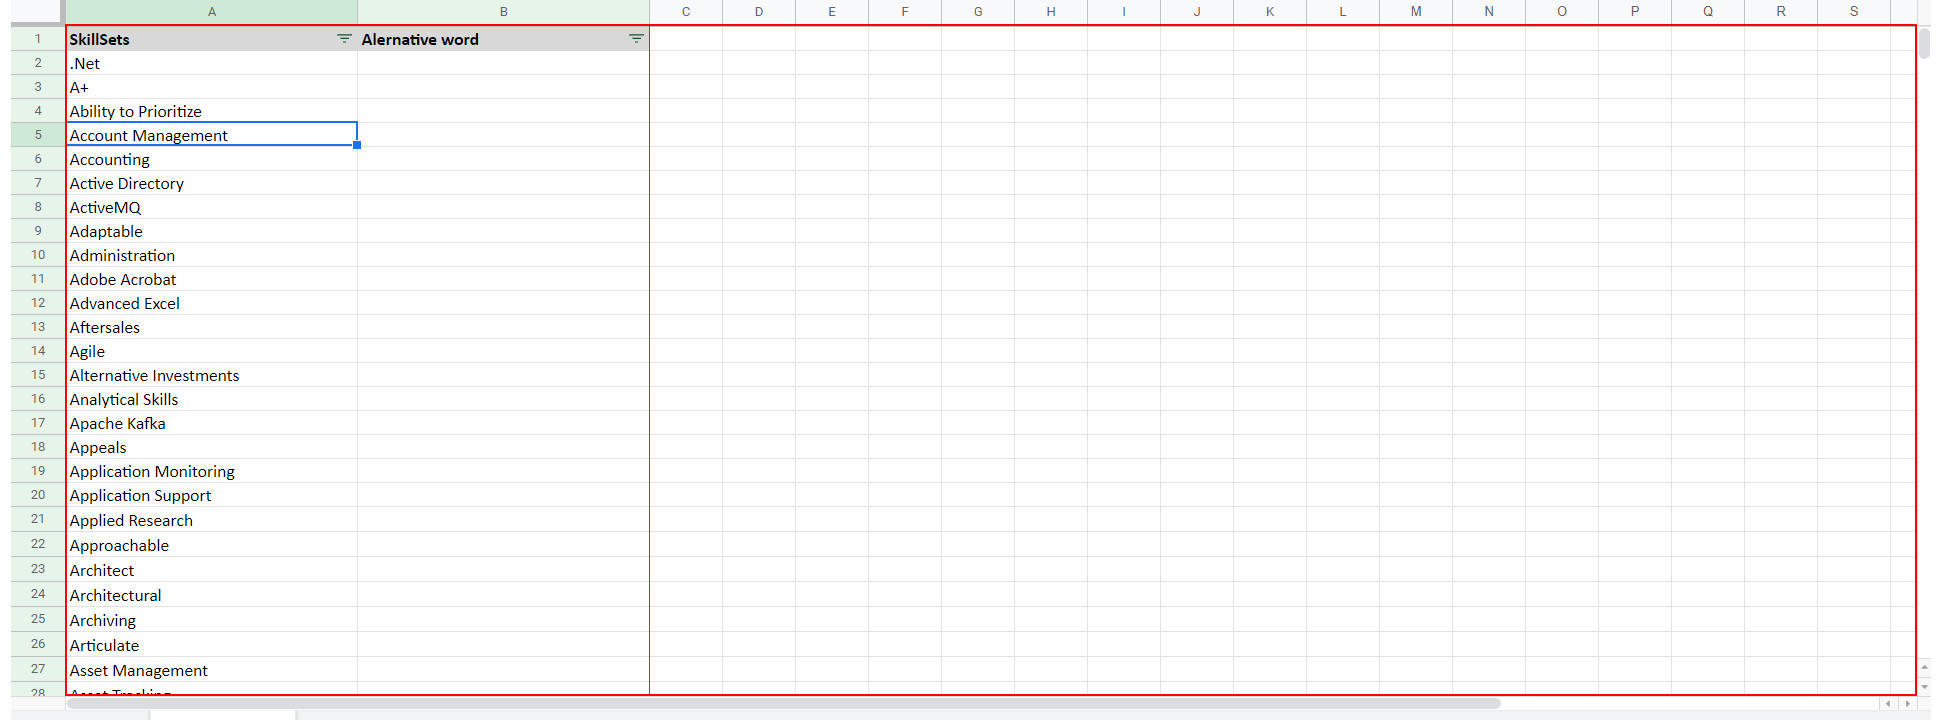 A B C D E F G H I J K L M N O P Q R S
1 SkillSets Alernative word
2 .Net
3 A+
4 Ability to Prioritize
5 Account Management
6 Accounting
7 Active Directory
8 ActiveMQ
9 Adaptable
10 Administration
11 Adobe Acrobat
12 Advanced Excel
13 Aftersales
14 Agile
15 Alternative Investments
16 Analytical Skills
17 Apache Kafka
18 Appeals
19 Application Monitoring
20 Application Support
21 Applied Research
22 Approachable
23 Architect
24 Architectural
25 Archiving
26 Articulate
27 Asset Management
28 Asset Tracking